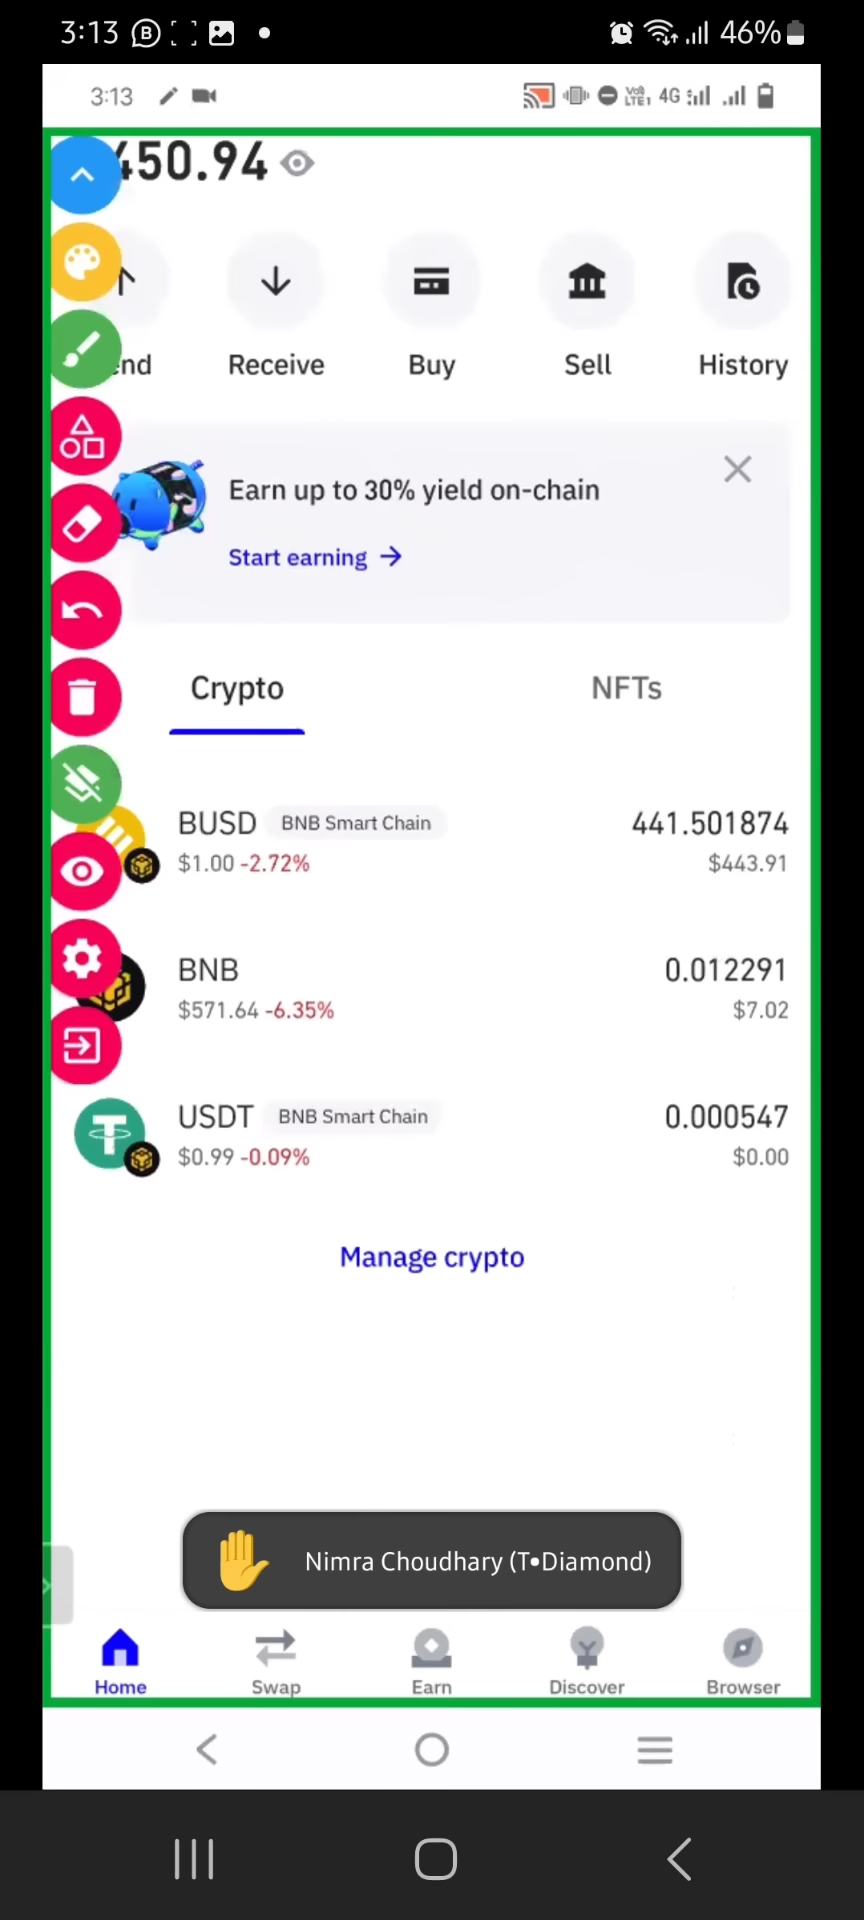 3:13 46%
3:13 4G
450.94
end Receive Buy Sell History
Earn up to 30% yield on-chain
Start earning →
Crypto NFTs
BUSD BNB Smart Chain 441.501874
$1.00 -2.72% $443.91
BNB 0.012291
$571.64 -6.35% $7.02
USDT BNB Smart Chain 0.000547
$0.99 -0.09% $0.00
Manage crypto
Nimra Choudhary (T•Diamond)
Home Swap Earn Discover Browser